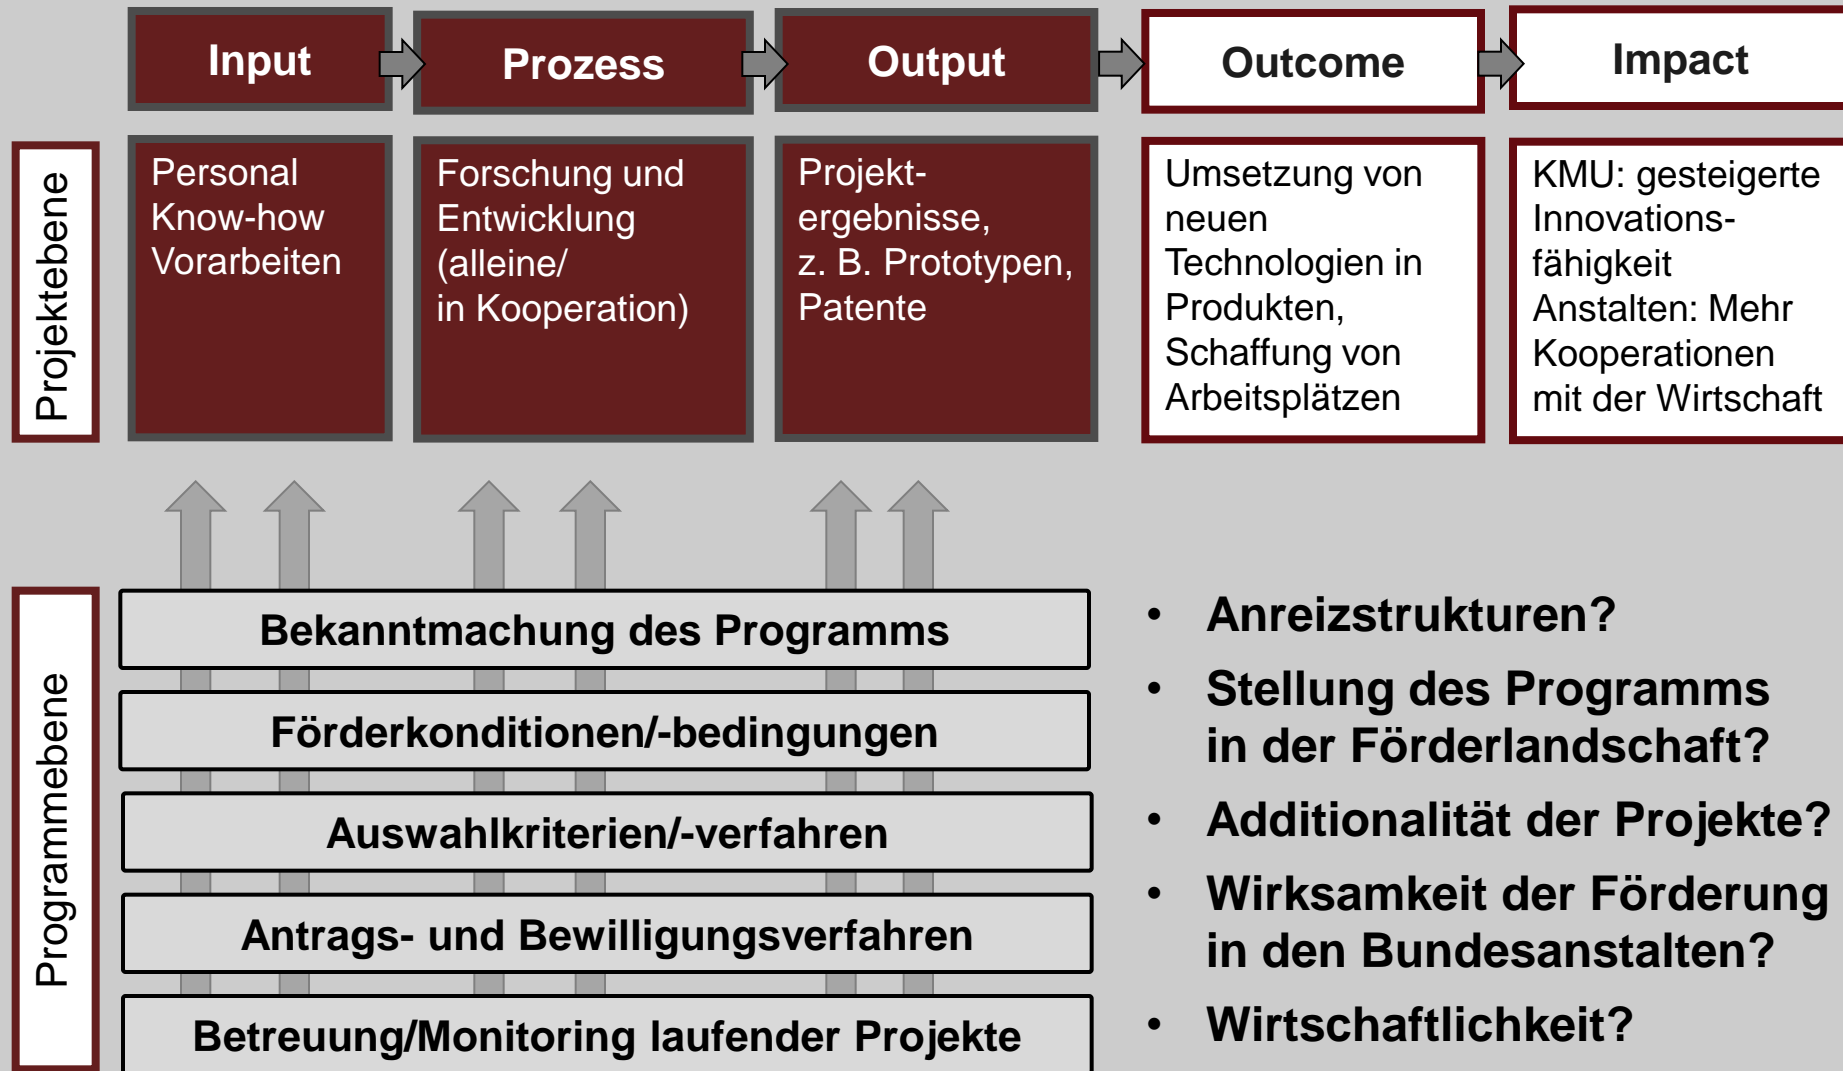 Input
Prozess
Output
Outcome
Impact
Projektebene
Personal
Know-how
Vorarbeiten
Forschung und
Entwicklung
(alleine/
in Kooperation)
Projekt-
ergebnisse,
z. B. Prototypen,
Patente
Umsetzung von
neuen
Technologien in
Produkten,
Schaffung von
Arbeitsplätzen
KMU: gesteigerte
Innovations-
fähigkeit
Anstalten: Mehr
Kooperationen
mit der Wirtschaft
Programmebene
Bekanntmachung des Programms
Förderkonditionen/-bedingungen
Auswahlkriterien/-verfahren
Antrags- und Bewilligungsverfahren
Betreuung/Monitoring laufender Projekte
• Anreizstrukturen?
• Stellung des Programms
in der Förderlandschaft?
• Additionalität der Projekte?
• Wirksamkeit der Förderung
in den Bundesanstalten?
• Wirtschaftlichkeit?